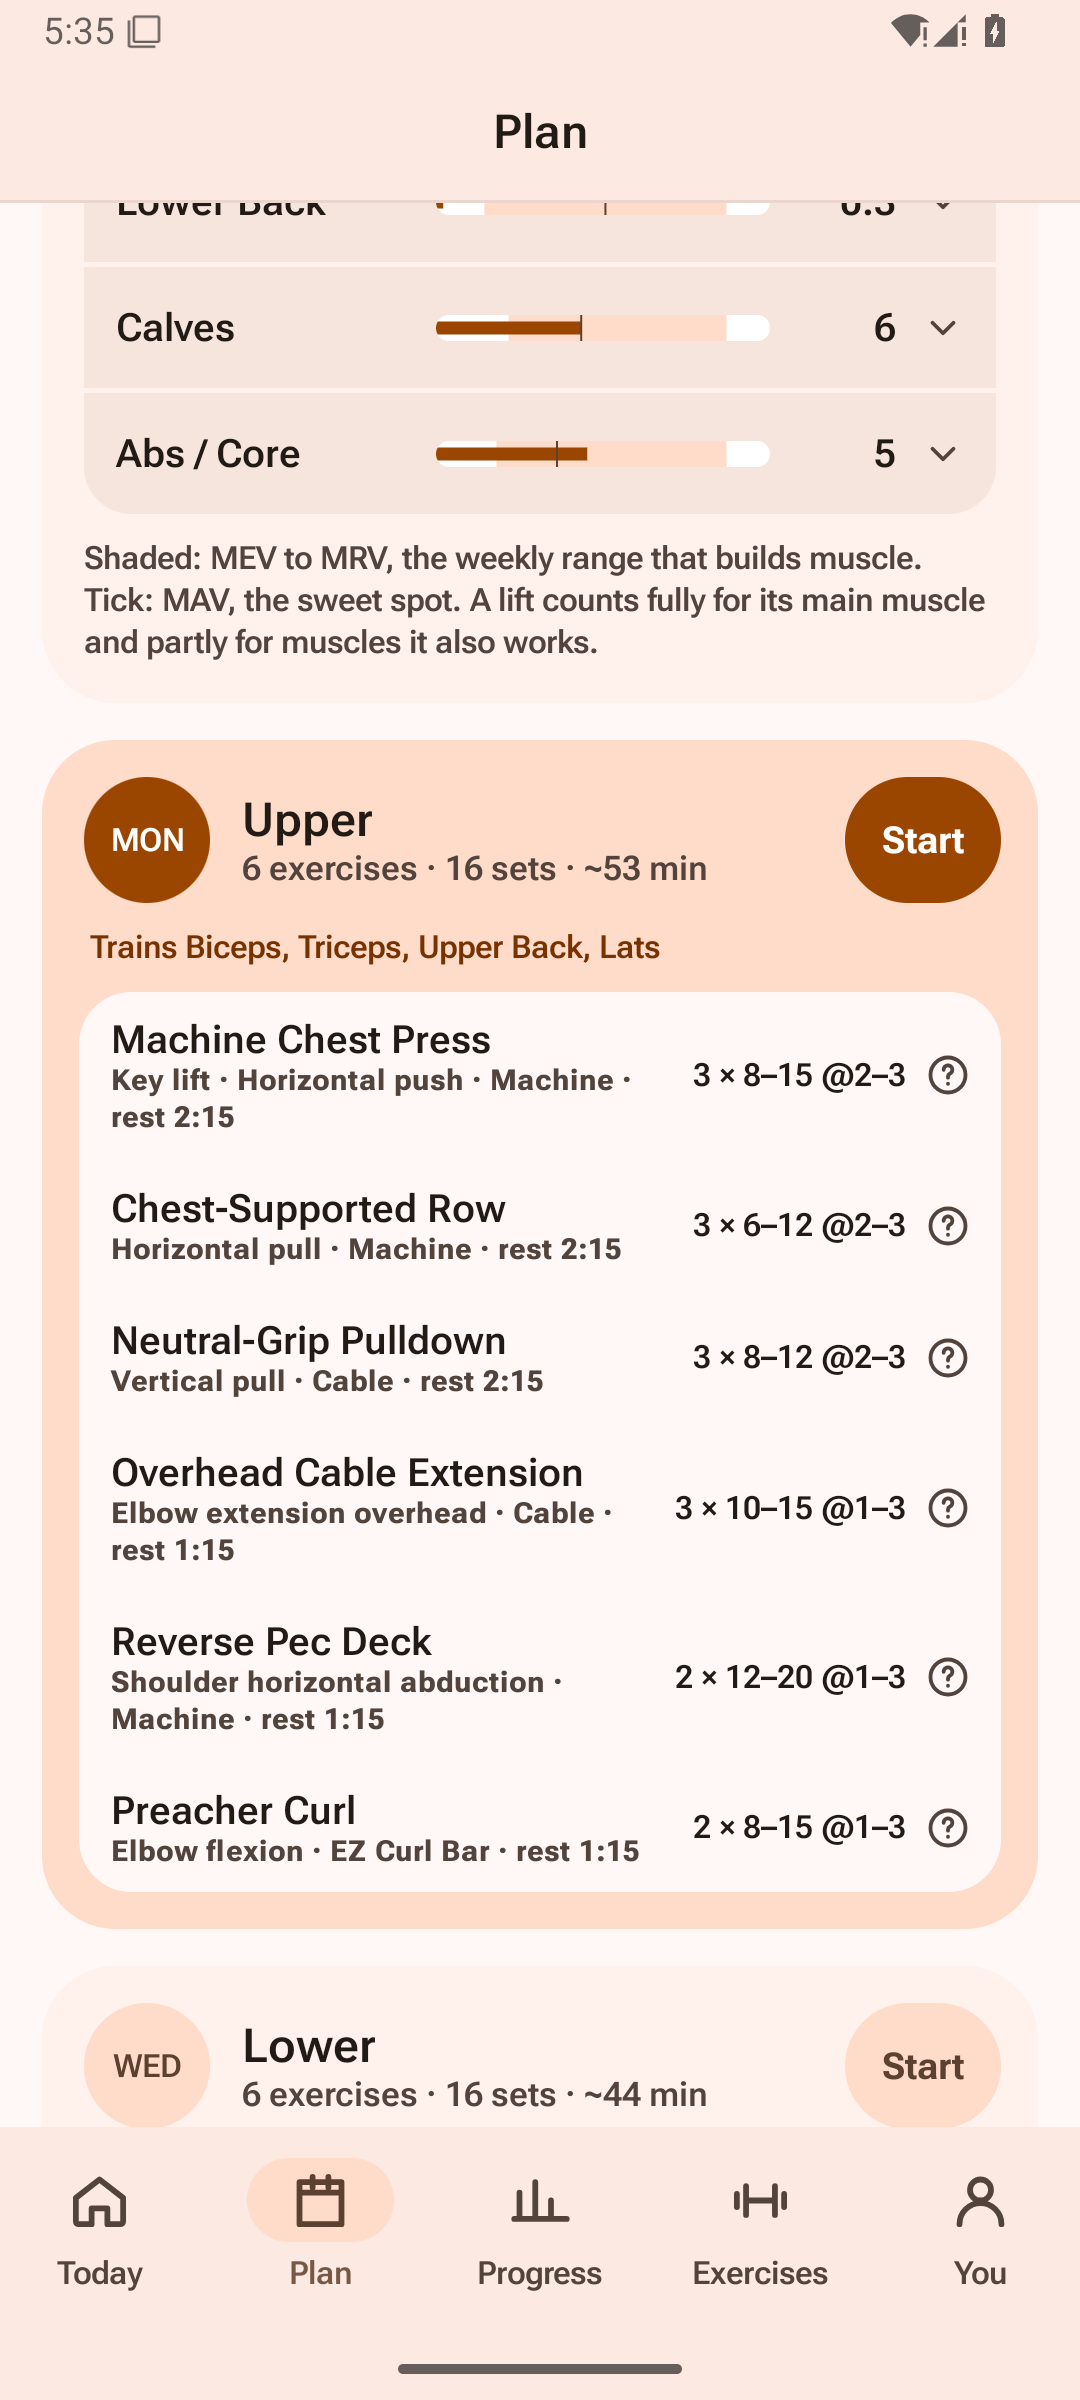 5:35
Plan
Lower Back 0.3
Calves 6
Abs / Core 5
Shaded: MEV to MRV, the weekly range that builds muscle.
Tick: MAV, the sweet spot. A lift counts fully for its main muscle
and partly for muscles it also works.
MON
Upper
6 exercises · 16 sets · ~53 min
Start
Trains Biceps, Triceps, Upper Back, Lats
Machine Chest Press
Key lift · Horizontal push · Machine ·
rest 2:15
3 × 8–15 @2–3
Chest-Supported Row
Horizontal pull · Machine · rest 2:15
3 × 6–12 @2–3
Neutral-Grip Pulldown
Vertical pull · Cable · rest 2:15
3 × 8–12 @2–3
Overhead Cable Extension
Elbow extension overhead · Cable ·
rest 1:15
3 × 10–15 @1–3
Reverse Pec Deck
Shoulder horizontal abduction ·
Machine · rest 1:15
2 × 12–20 @1–3
Preacher Curl
Elbow flexion · EZ Curl Bar · rest 1:15
2 × 8–15 @1–3
WED
Lower
6 exercises · 16 sets · ~44 min
Start
Today
Plan
Progress
Exercises
You